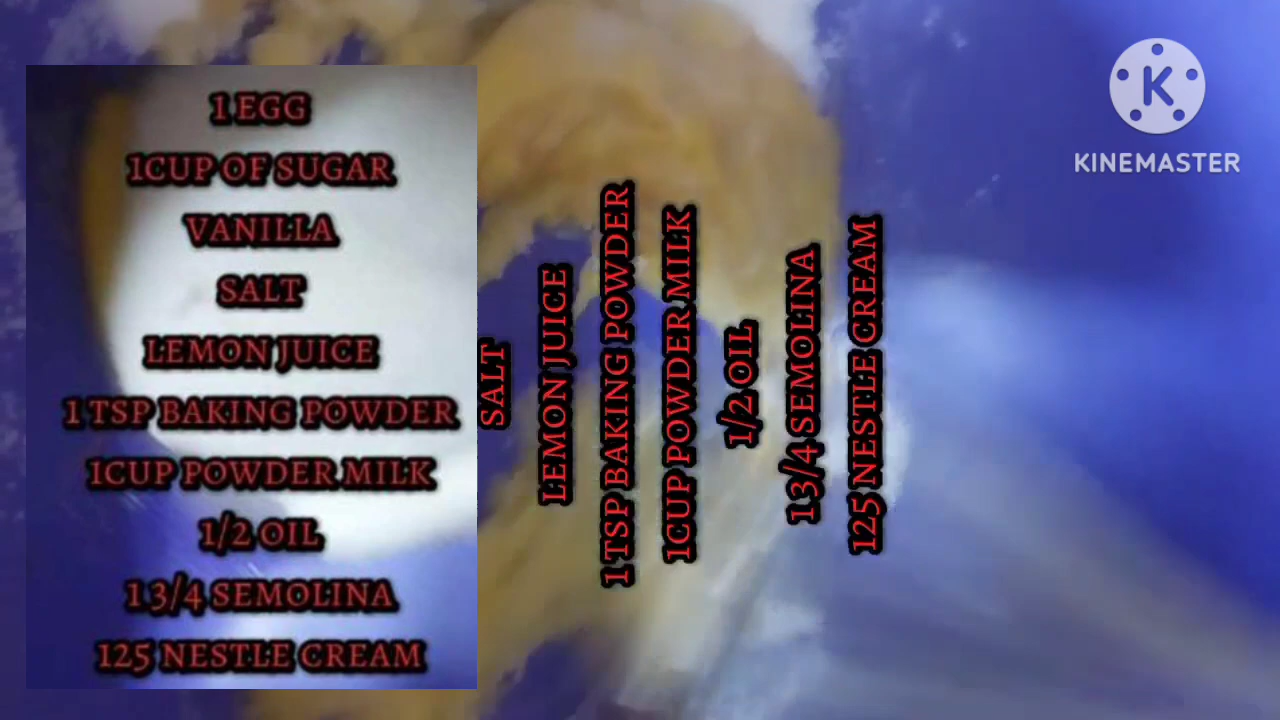 1 EGG
1CUP OF SUGAR
VANILLA
SALT
LEMON JUICE
1 TSP BAKING POWDER
1CUP POWDER MILK
1/2 OIL
1 3/4 SEMOLINA
125 NESTLE CREAM
SALT
LEMON JUICE
1 TSP BAKING POWDER
1CUP POWDER MILK
1/2 OIL
1 3/4 SEMOLINA
125 NESTLE CREAM
K
KINEMASTER